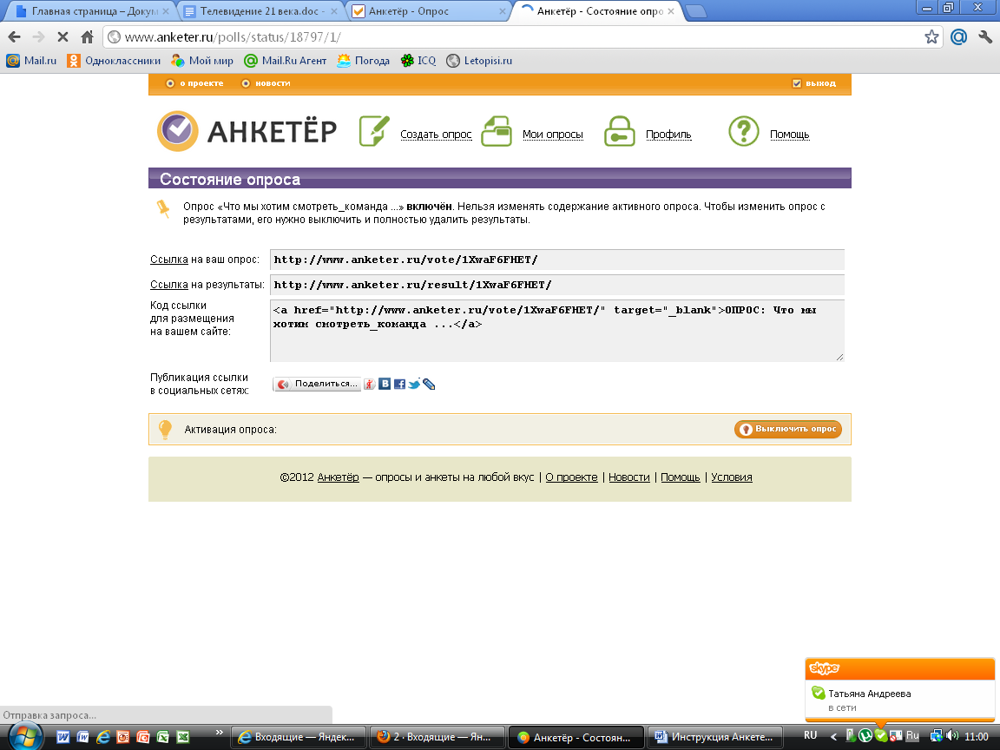 Главная страница – Докум
Телевидение 21 века.doc -
Анкетёр - Опрос
Анкетёр - Состояние опро
www.anketer.ru/polls/status/18797/1/
Mail.ru
Одноклассники
Мой мир
Mail.Ru Агент
Погода
ICQ
Letopisi.ru
о проекте
новости
выход
АНКЕТЁР
Создать опрос
Мои опросы
Профиль
Помощь
Состояние опроса
Опрос «Что мы хотим смотреть_команда ...» включён. Нельзя изменять содержание активного опроса. Чтобы изменить опрос с
результатами, его нужно выключить и полностью удалить результаты.
Ссылка на ваш опрос:
http://www.anketer.ru/vote/1XwaF6FHET/
Ссылка на результаты:
http://www.anketer.ru/result/1XwaF6FHET/
Код ссылки
для размещения
на вашем сайте:
<a href="http://www.anketer.ru/vote/1XwaF6FHET/" target="_blank">ОПРОС: Что мы
хотим смотреть_команда ...</a>
Публикация ссылки
в социальных сетях:
Поделиться...
Активация опроса:
Выключить опрос
©2012 Анкетёр — опросы и анкеты на любой вкус | О проекте | Новости | Помощь | Условия
skype
Татьяна Андреева
в сети
Отправка запроса...
Входящие — Яндек...
2 · Входящие — Ян...
Анкетёр - Состоян...
Инструкция Анкете...
RU
Ru
11:00